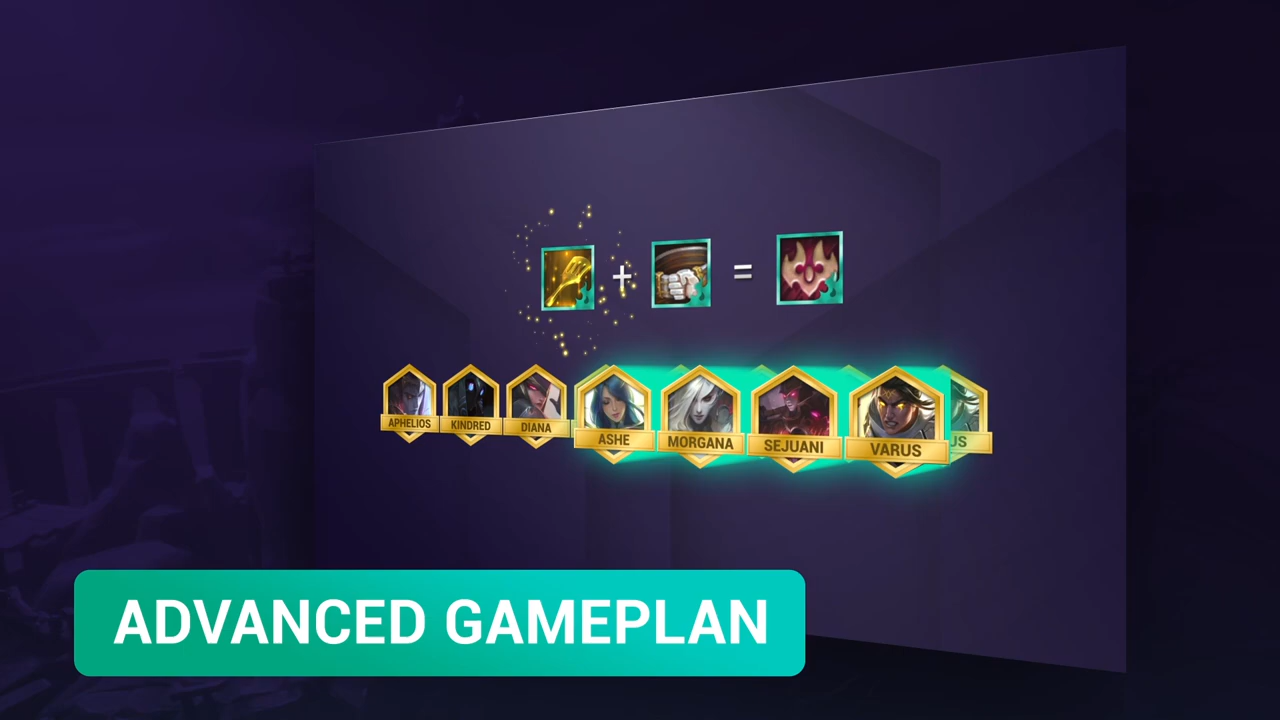 + =
APHELIOS KINDRED DIANA ASHE MORGANA SEJUANI VARUS
ADVANCED GAMEPLAN